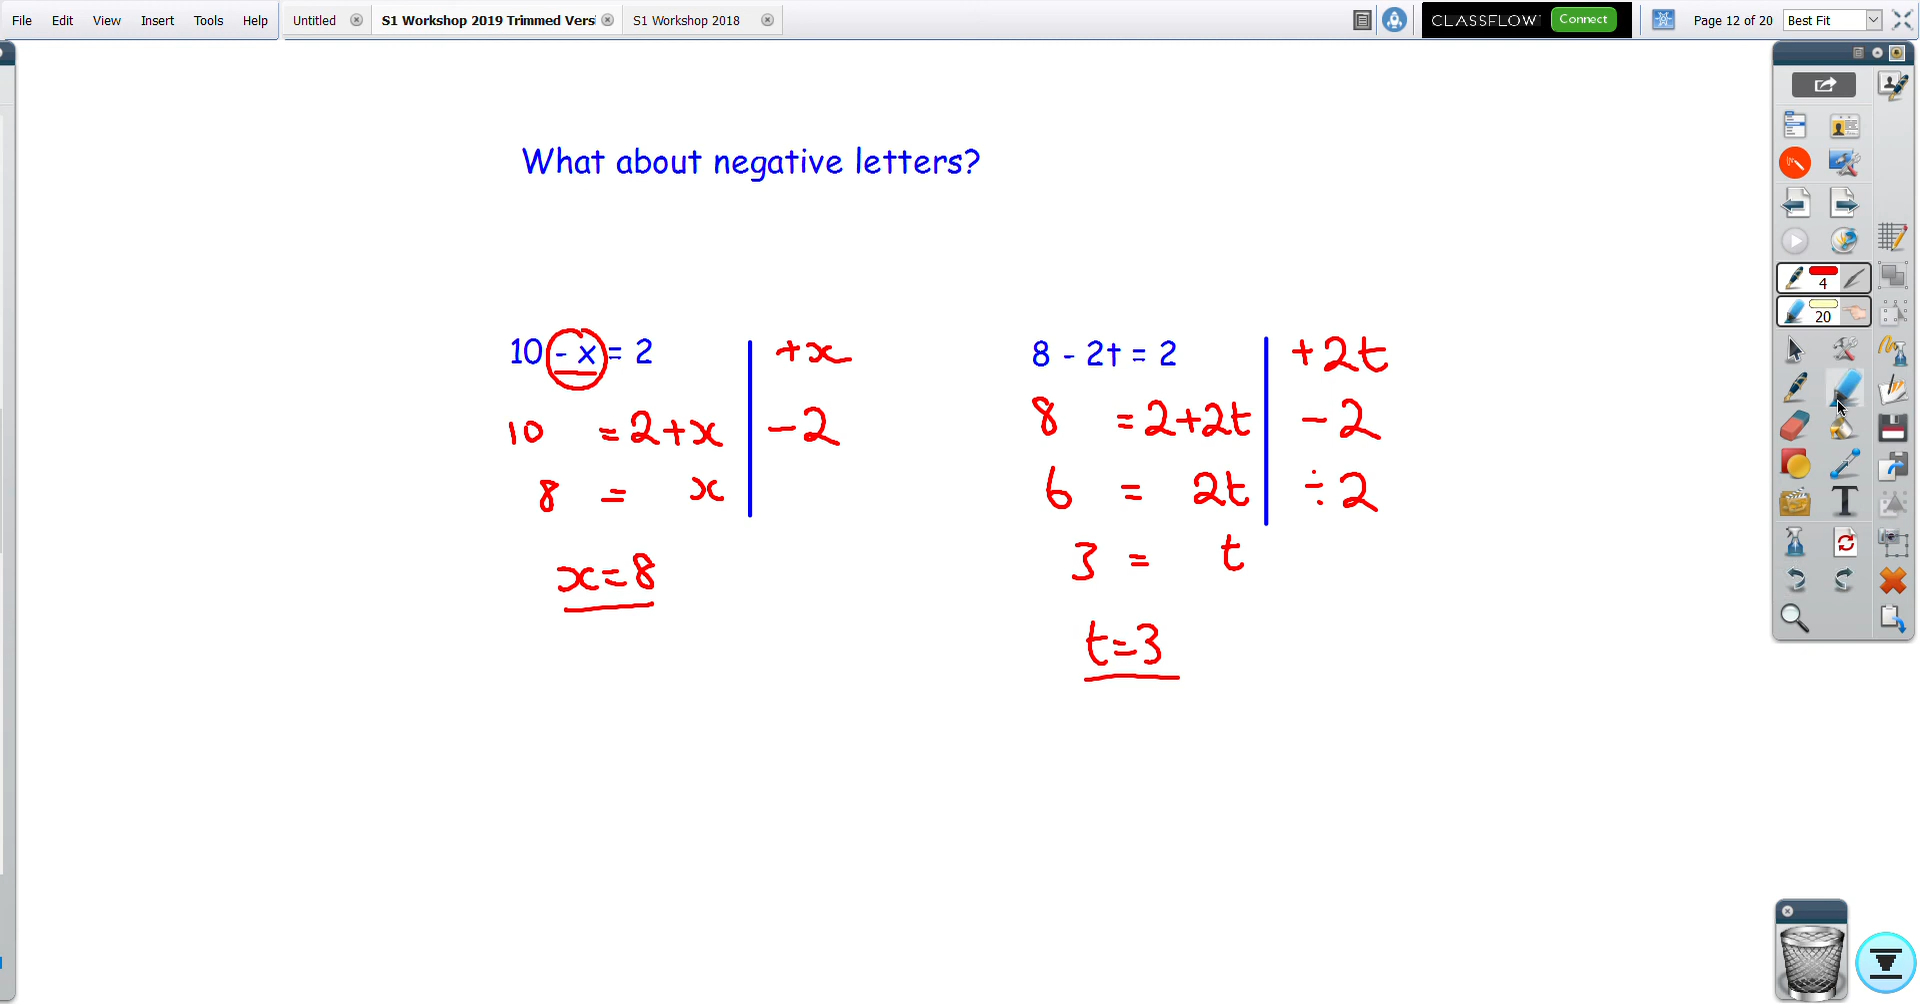 File Edit View Insert Tools Help Untitled S1 Workshop 2019 Trimmed Vers S1 Workshop 2018 CLASSFLOW Connect Page 12 of 20 Best Fit
What about negative letters?
10 - x = 2 +x
10 = 2+x -2
8 = x
x=8
8 - 2t = 2 +2t
8 = 2+2t -2
6 = 2t ÷2
3 = t
t=3
4
20
T